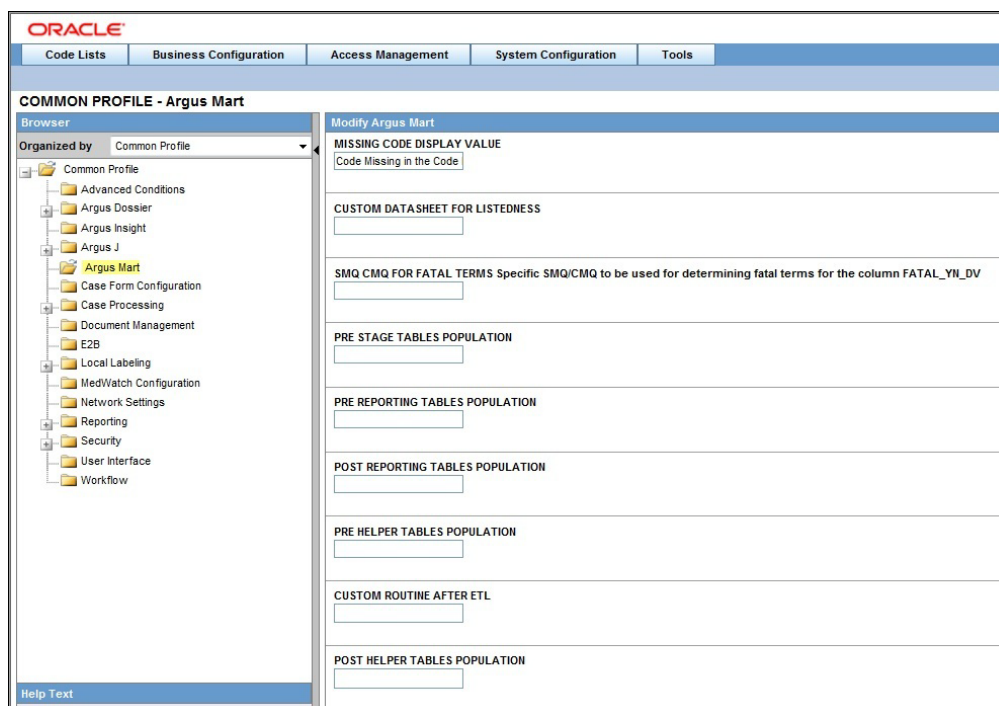 ORACLE
Code Lists Business Configuration Access Management System Configuration Tools
COMMON PROFILE - Argus Mart
Browser
Organized by Common Profile
Common Profile
Advanced Conditions
Argus Dossier
Argus Insight
Argus J
Argus Mart
Case Form Configuration
Case Processing
Document Management
E2B
Local Labeling
MedWatch Configuration
Network Settings
Reporting
Security
User Interface
Workflow
Help Text
Modify Argus Mart
MISSING CODE DISPLAY VALUE
Code Missing in the Code
CUSTOM DATASHEET FOR LISTEDNESS
SMQ CMQ FOR FATAL TERMS Specific SMQ/CMQ to be used for determining fatal terms for the column FATAL_YN_DV
PRE STAGE TABLES POPULATION
PRE REPORTING TABLES POPULATION
POST REPORTING TABLES POPULATION
PRE HELPER TABLES POPULATION
CUSTOM ROUTINE AFTER ETL
POST HELPER TABLES POPULATION